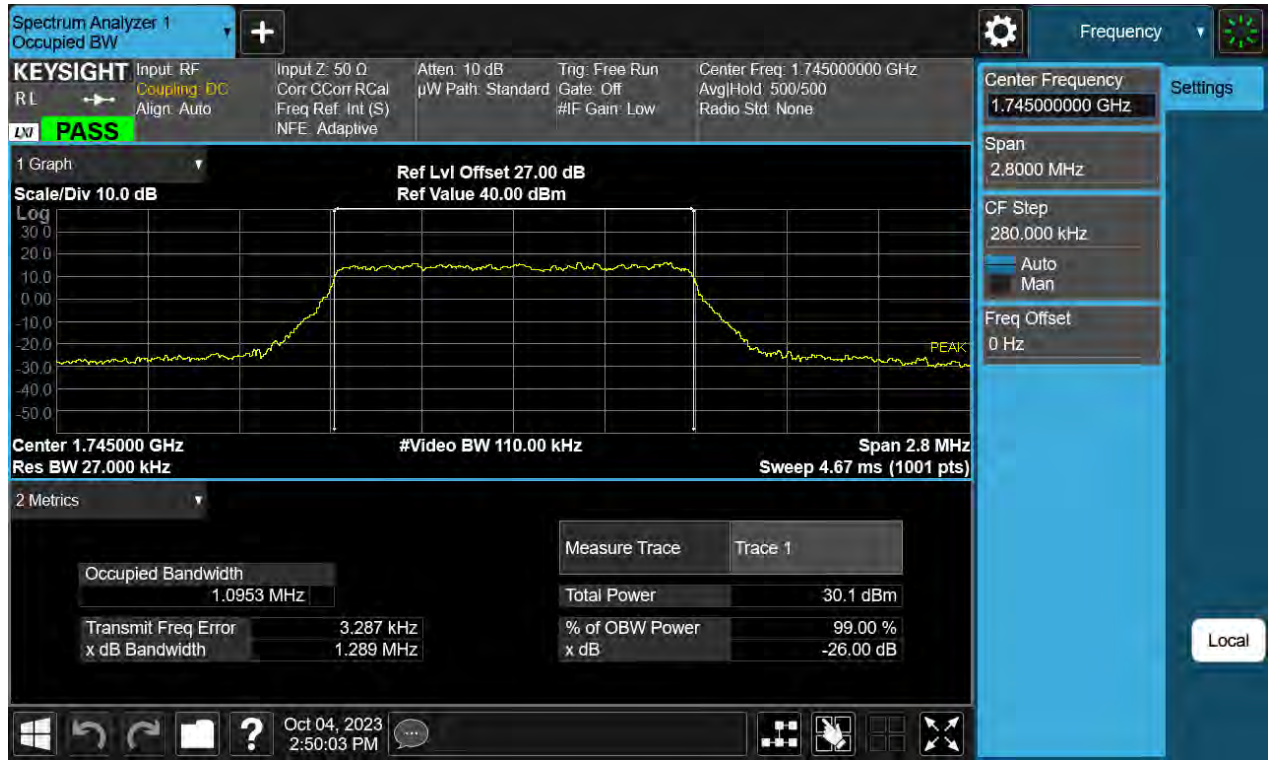 Spectrum Analyzer 1
Occupied BW
+
Frequency
KEYSIGHT
RL
LXI
PASS
Input: RF
Coupling: DC
Align: Auto
Input Z: 50 Ω
Corr CCorr RCal
Freq Ref: Int (S)
NFE: Adaptive
Atten: 10 dB
µW Path: Standard
Trig: Free Run
Gate: Off
#IF Gain: Low
Center Freq: 1.745000000 GHz
Avg|Hold: 500/500
Radio Std: None
Center Frequency
1.745000000 GHz
Settings
Span
2.8000 MHz
CF Step
280.000 kHz
Auto
Man
Freq Offset
0 Hz
Local
1 Graph
Scale/Div 10.0 dB
Ref Lvl Offset 27.00 dB
Ref Value 40.00 dBm
Log
30.0
20.0
10.0
0.00
-10.0
-20.0
-30.0
-40.0
-50.0
PEAK
Center 1.745000 GHz
#Video BW 110.00 kHz
Span 2.8 MHz
Res BW 27.000 kHz
Sweep 4.67 ms (1001 pts)
2 Metrics
Measure Trace Trace 1
Occupied Bandwidth
1.0953 MHz
Total Power 30.1 dBm
Transmit Freq Error 3.287 kHz
% of OBW Power 99.00 %
x dB Bandwidth 1.289 MHz
x dB -26.00 dB
?
Oct 04, 2023
2:50:03 PM